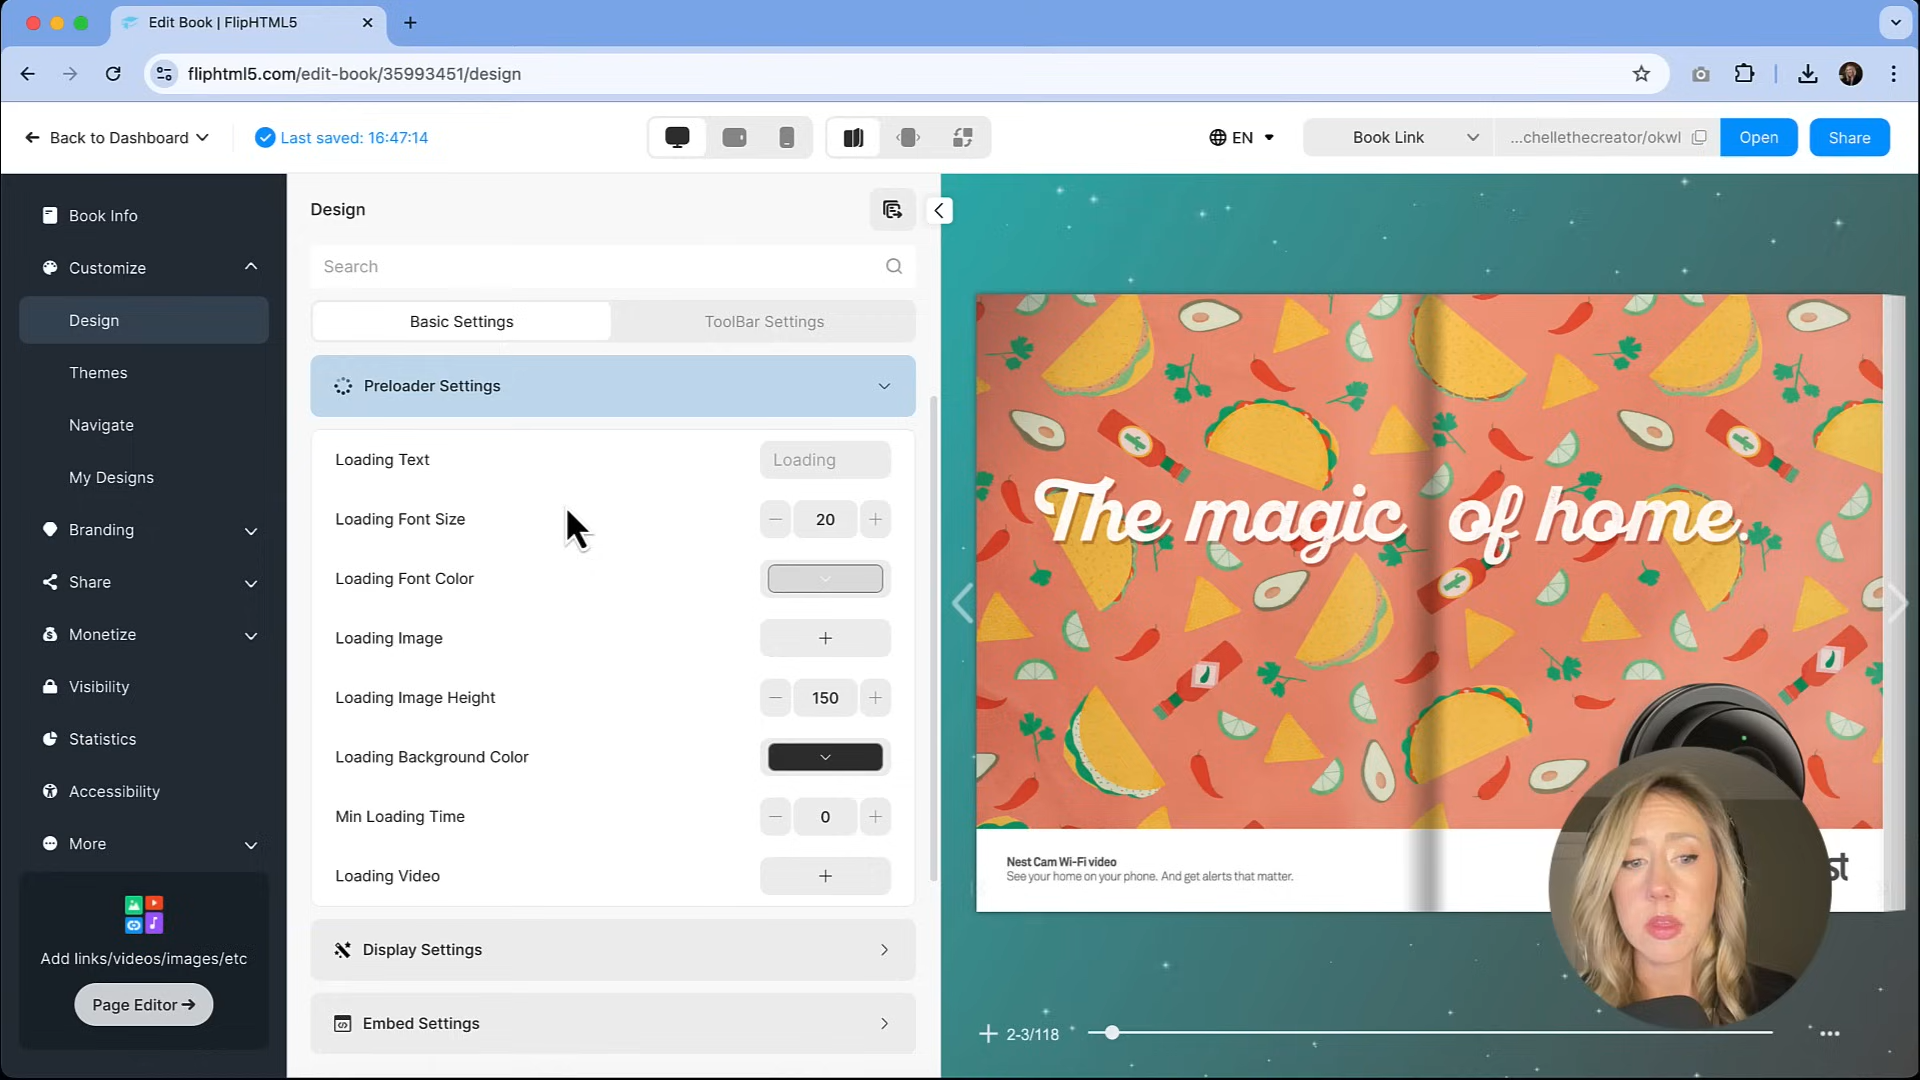 Edit Book | FlipHTML5
fliphtml5.com/edit-book/35993451/design
Back to Dashboard
Last saved: 16:47:14
EN
Book Link
...chellethecreator/okwl
Open
Share
Book Info
Customize
Design
Themes
Navigate
My Designs
Branding
Share
Monetize
Visibility
Statistics
Accessibility
More
Add links/videos/images/etc
Page Editor
Design
Search
Basic Settings
ToolBar Settings
Preloader Settings
Loading Text
Loading
Loading Font Size
20
Loading Font Color
Loading Image
Loading Image Height
150
Loading Background Color
Min Loading Time
0
Loading Video
Display Settings
Embed Settings
The magic of home.
Nest Cam Wi-Fi video
See your home on your phone. And get alerts that matter.
st
2-3/118